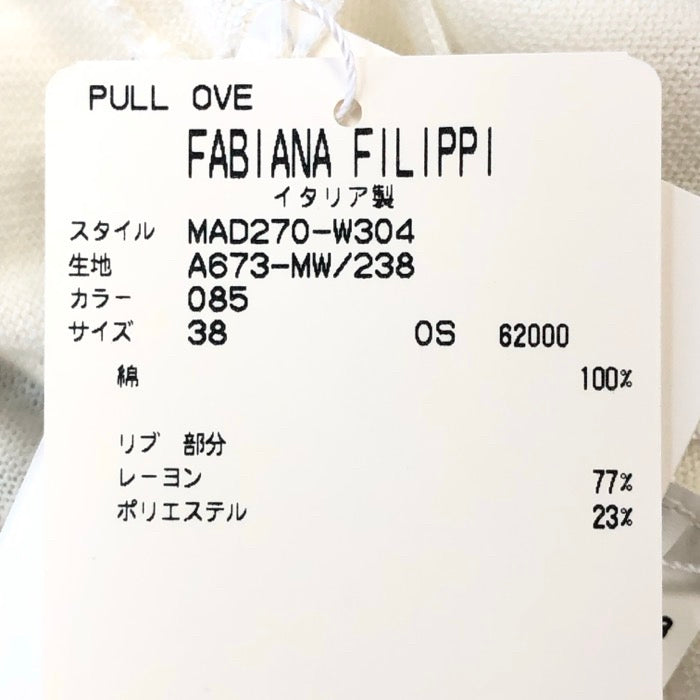 PULL OVE
FABIANA FILIPPI
イタリア製
スタイル MAD270-W304
生地 A673-MW/238
カラー 085
サイズ 38 OS 62000
綿 100%
リブ 部分
レーヨン 77%
ポリエステル 23%